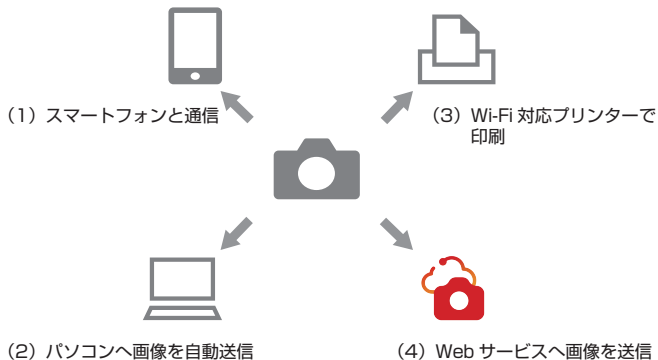 （1）スマートフォンと通信
（3）Wi-Fi 対応プリンターで
印刷
（2）パソコンへ画像を自動送信
（4）Web サービスへ画像を送信